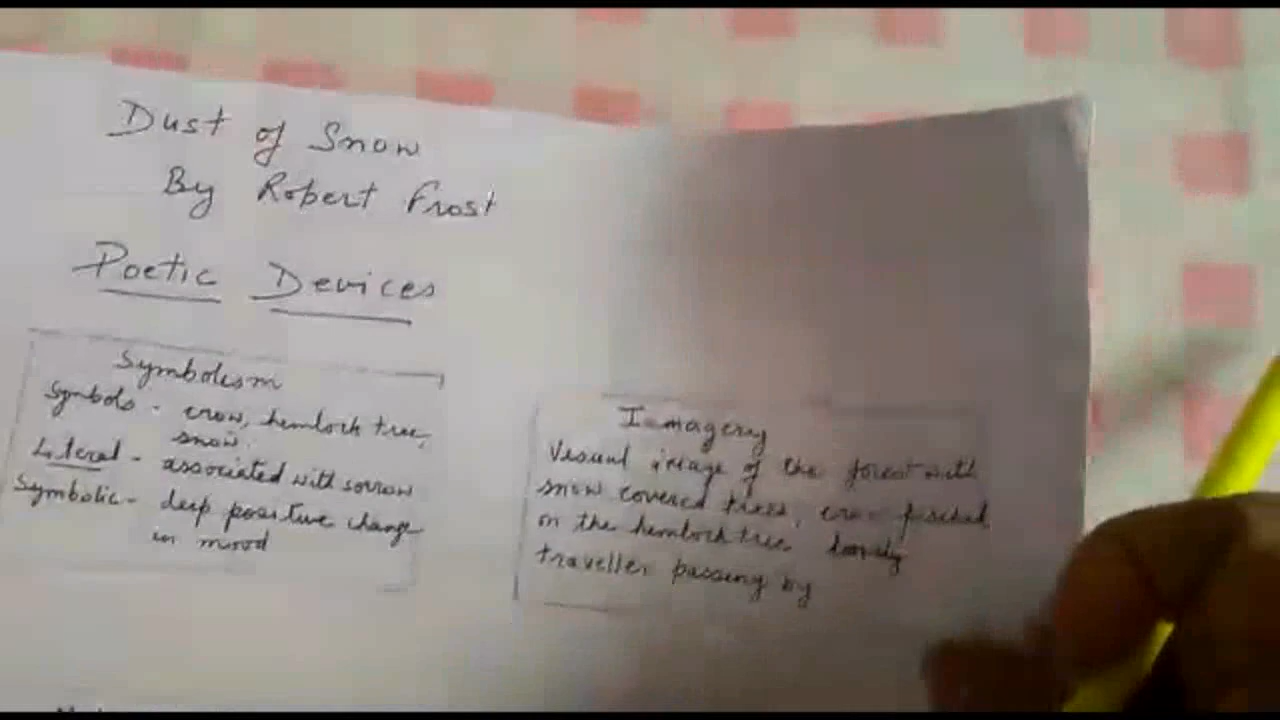 Dust of Snow
By Robert Frost
Poetic Devices
Symbolism
Symbols - crow, hemlock tree,
snow.
Literal - associated with sorrow
Symbolic - deep positive change
in mood
Imagery
Visual image of the forest with
snow covered trees, crow perched
on the hemlock tree lonely
traveller passing by